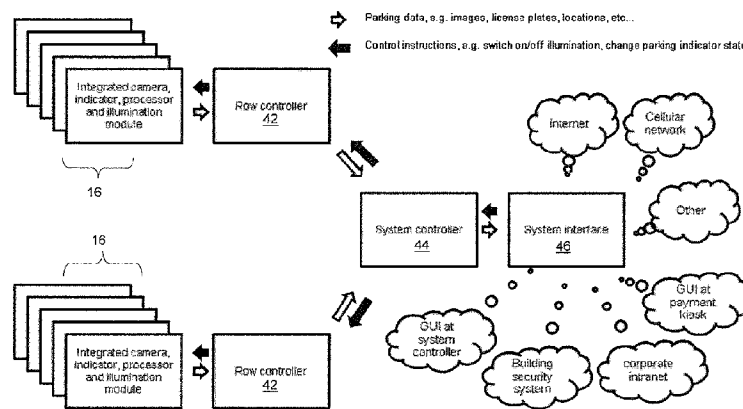 Parking data, e.g. images, license plates, locations, etc...
Control instructions, e.g. switch on/off illumination, change parking indicator state
Integrated camera,
indicator, processor
and illumination
module
Row controller
42
16
Internet
Cellular
network
Other
System controller
44
System interface
46
GUI at
payment
kiosk
GUI at
system
controller
Building
security
system
corporate
intranet
16
Integrated camera,
indicator, processor
and illumination
module
Row controller
42